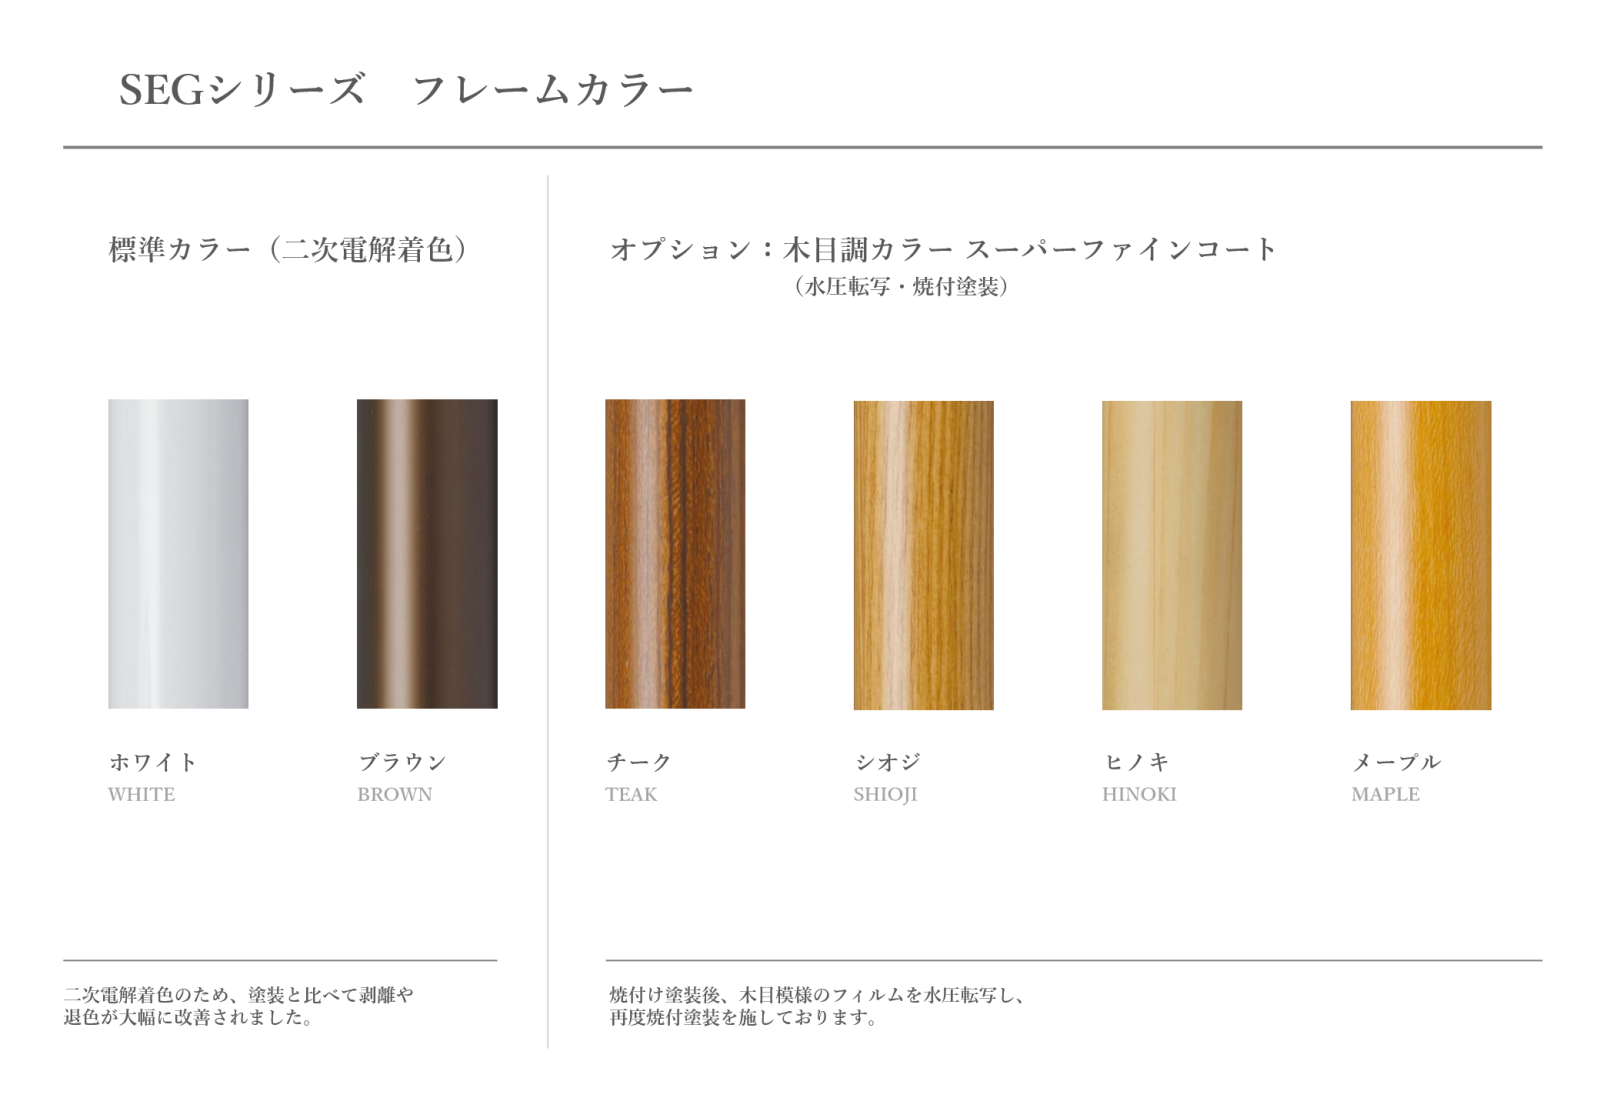 SEGシリーズ　フレームカラー
標準カラー（二次電解着色）
ホワイト
WHITE
ブラウン
BROWN
二次電解着色のため、塗装と比べて剥離や
退色が大幅に改善されました。
オプション：木目調カラー スーパーファインコート
（水圧転写・焼付塗装）
チーク
TEAK
シオジ
SHIOJI
ヒノキ
HINOKI
メープル
MAPLE
焼付け塗装後、木目模様のフィルムを水圧転写し、
再度焼付塗装を施しております。